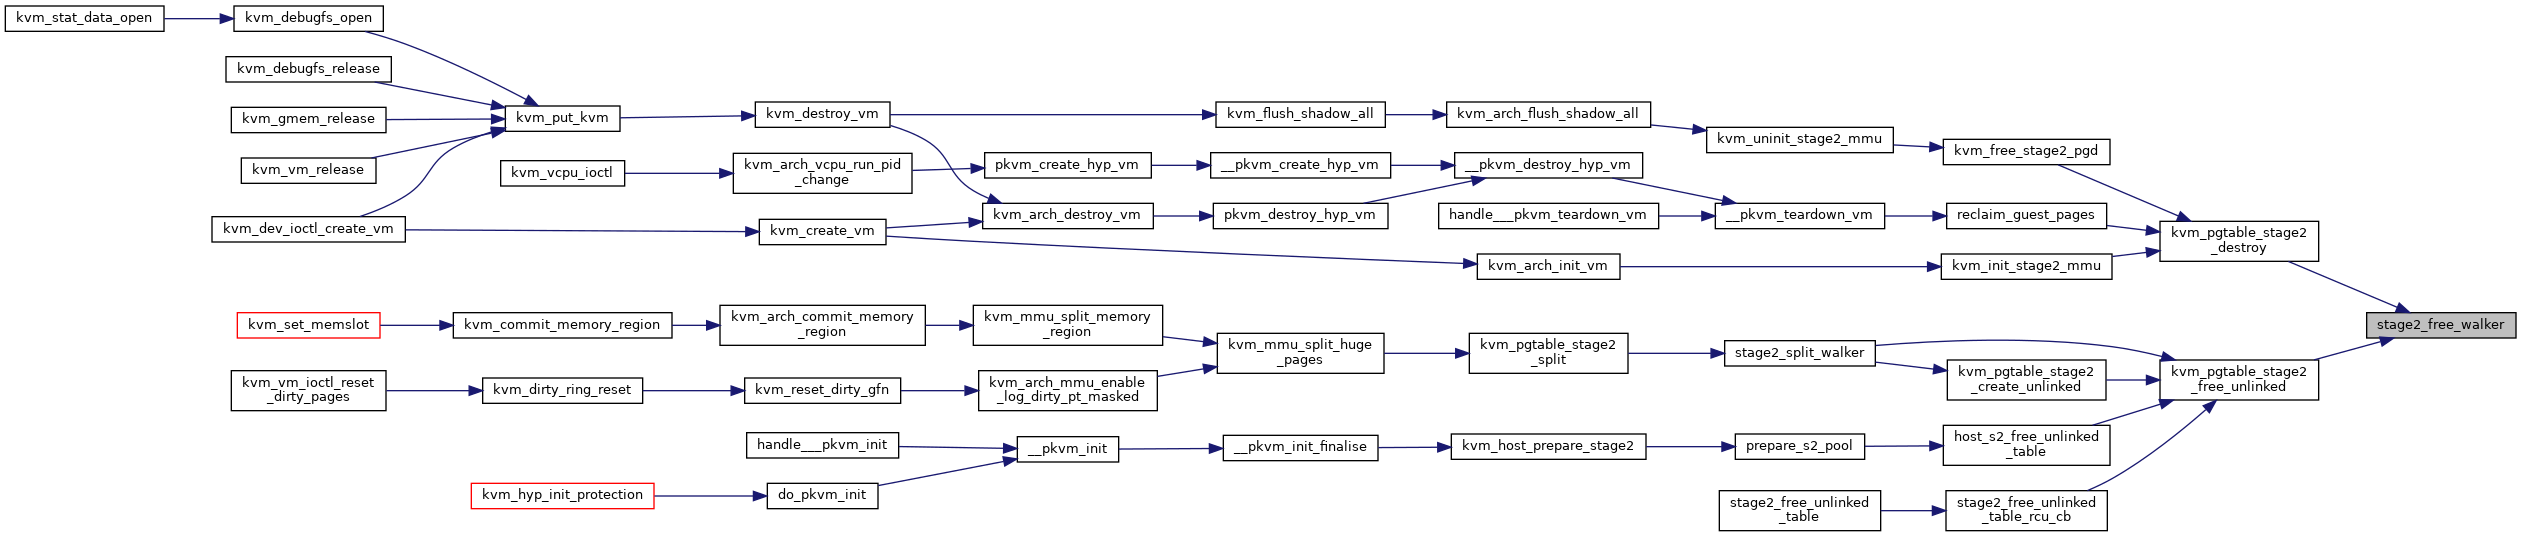 kvm_stat_data_open
kvm_debugfs_open
kvm_debugfs_release
kvm_gmem_release
kvm_vm_release
kvm_dev_ioctl_create_vm
kvm_put_kvm
kvm_vcpu_ioctl
kvm_destroy_vm
kvm_arch_vcpu_run_pid
_change
kvm_create_vm
pkvm_create_hyp_vm
kvm_arch_destroy_vm
kvm_flush_shadow_all
__pkvm_create_hyp_vm
pkvm_destroy_hyp_vm
kvm_arch_flush_shadow_all
__pkvm_destroy_hyp_vm
handle___pkvm_teardown_vm
kvm_arch_init_vm
kvm_uninit_stage2_mmu
__pkvm_teardown_vm
kvm_free_stage2_pgd
reclaim_guest_pages
kvm_init_stage2_mmu
kvm_pgtable_stage2
_destroy
stage2_free_walker
kvm_set_memslot
kvm_commit_memory_region
kvm_arch_commit_memory
_region
kvm_mmu_split_memory
_region
kvm_vm_ioctl_reset
_dirty_pages
kvm_dirty_ring_reset
kvm_reset_dirty_gfn
kvm_arch_mmu_enable
_log_dirty_pt_masked
kvm_mmu_split_huge
_pages
kvm_pgtable_stage2
_split
stage2_split_walker
kvm_pgtable_stage2
_create_unlinked
kvm_pgtable_stage2
_free_unlinked
handle___pkvm_init
kvm_hyp_init_protection
do_pkvm_init
__pkvm_init
__pkvm_init_finalise
kvm_host_prepare_stage2
prepare_s2_pool
host_s2_free_unlinked
_table
stage2_free_unlinked
_table
stage2_free_unlinked
_table_rcu_cb